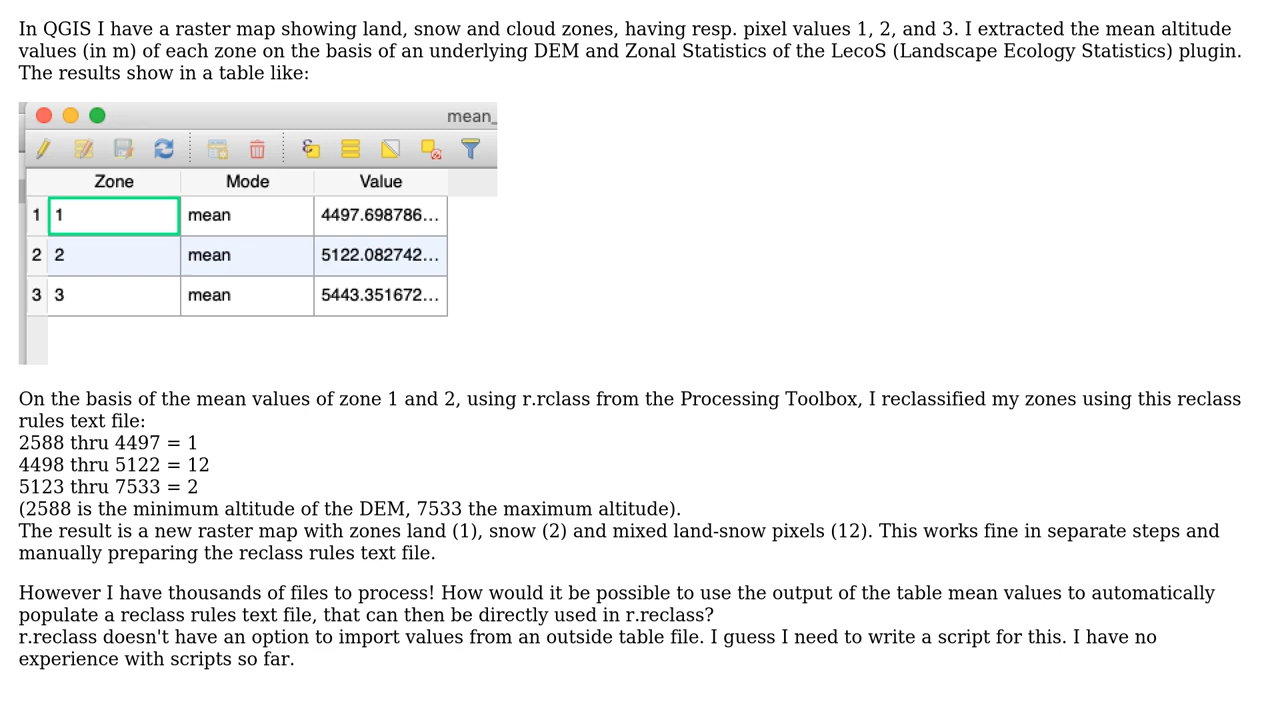 In QGIS I have a raster map showing land, snow and cloud zones, having resp. pixel values 1, 2, and 3. I extracted the mean altitude
values (in m) of each zone on the basis of an underlying DEM and Zonal Statistics of the LecoS (Landscape Ecology Statistics) plugin.
The results show in a table like:
mean_
Zone Mode Value
1 1 mean 4497.698786...
2 2 mean 5122.082742...
3 3 mean 5443.351672...
On the basis of the mean values of zone 1 and 2, using r.rclass from the Processing Toolbox, I reclassified my zones using this reclass
rules text file:
2588 thru 4497 = 1
4498 thru 5122 = 12
5123 thru 7533 = 2
(2588 is the minimum altitude of the DEM, 7533 the maximum altitude).
The result is a new raster map with zones land (1), snow (2) and mixed land-snow pixels (12). This works fine in separate steps and
manually preparing the reclass rules text file.
However I have thousands of files to process! How would it be possible to use the output of the table mean values to automatically
populate a reclass rules text file, that can then be directly used in r.reclass?
r.reclass doesn't have an option to import values from an outside table file. I guess I need to write a script for this. I have no
experience with scripts so far.